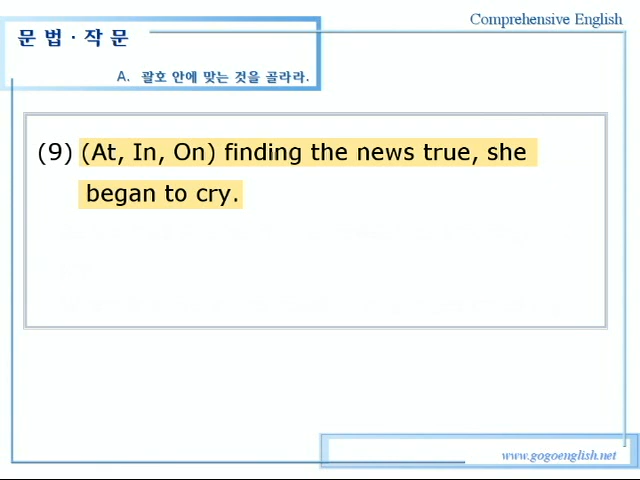 Comprehensive English
문 법 · 작 문
A. 괄호 안에 맞는 것을 골라라.
(9) (At, In, On) finding the news true, she
began to cry.
www.gogoenglish.net